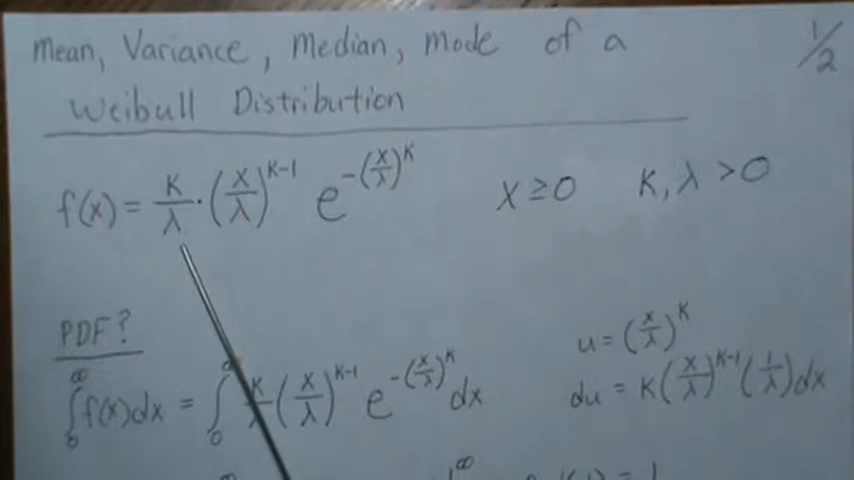 Mean, Variance, Median, Mode of a 1/2
Weibull Distribution
f(x) = K/λ · (x/λ)^(K-1) e^(-(x/λ)^K) x ≥ 0 K, λ > 0
PDF?
∫₀^∞ f(x)dx = ∫₀^∞ K/λ (x/λ)^(K-1) e^(-(x/λ)^K) dx
u = (x/λ)^K
du = K(x/λ)^(K-1) (1/λ)dx